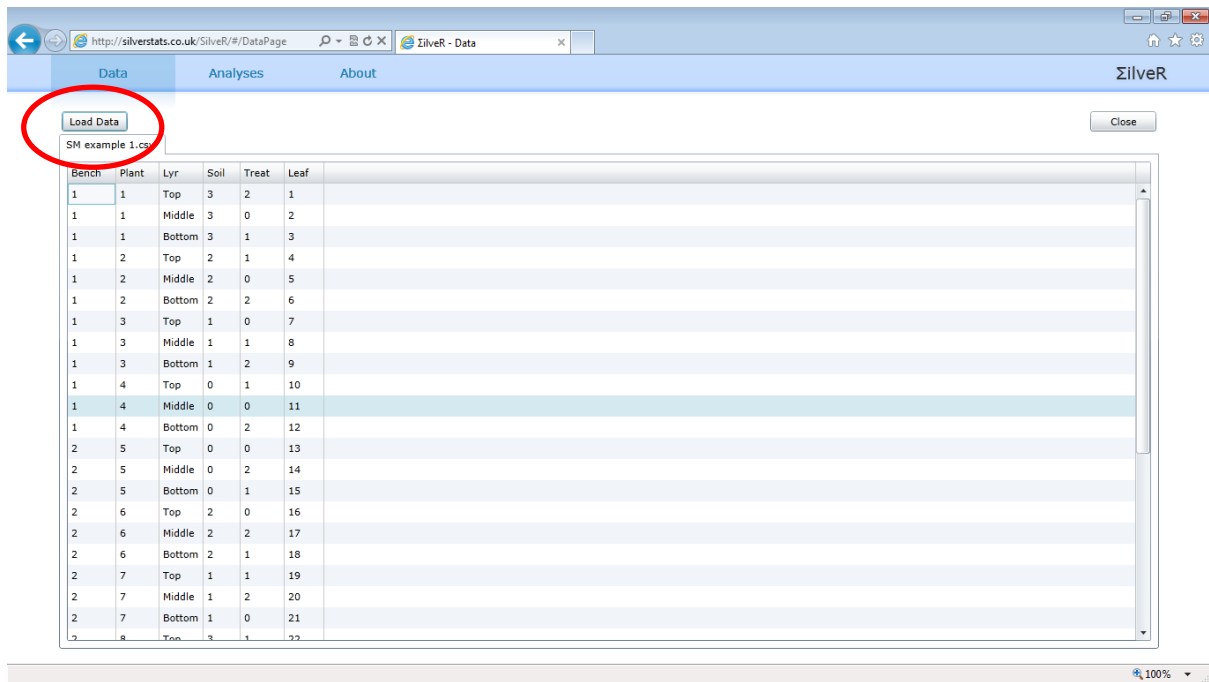 http://silverstats.co.uk/SilveR/#/DataPage
ΣilveR - Data
Data Analyses About ΣilveR
Load Data Close
SM example 1.csv
Bench Plant Lyr Soil Treat Leaf
1 1 Top 3 2 1
1 1 Middle 3 0 2
1 1 Bottom 3 1 3
1 2 Top 2 1 4
1 2 Middle 2 0 5
1 2 Bottom 2 2 6
1 3 Top 1 0 7
1 3 Middle 1 1 8
1 3 Bottom 1 2 9
1 4 Top 0 1 10
1 4 Middle 0 0 11
1 4 Bottom 0 2 12
2 5 Top 0 0 13
2 5 Middle 0 2 14
2 5 Bottom 0 1 15
2 6 Top 2 0 16
2 6 Middle 2 2 17
2 6 Bottom 2 1 18
2 7 Top 1 1 19
2 7 Middle 1 2 20
2 7 Bottom 1 0 21
2 8 Top 3 1 22
100%